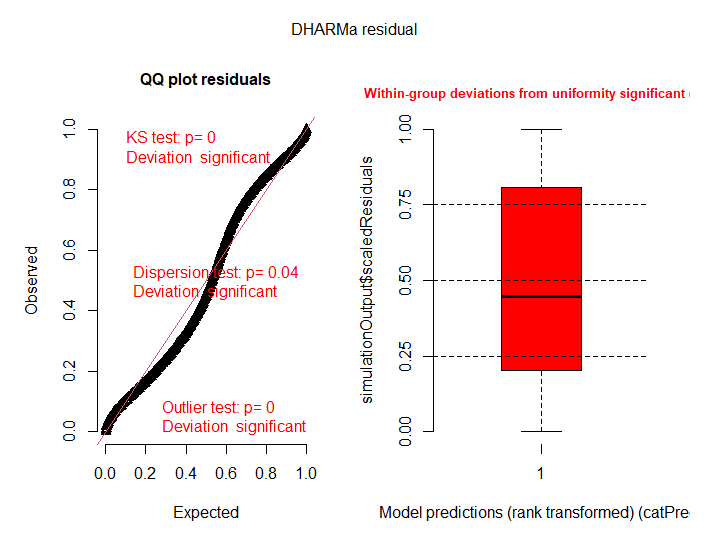 DHARMa residual
QQ plot residuals
KS test: p= 0
Deviation significant
Dispersion test: p= 0.04
Deviation significant
Outlier test: p= 0
Deviation significant
Observed
0.0 0.2 0.4 0.6 0.8 1.0
0.0 0.2 0.4 0.6 0.8 1.0
Expected
Within-group deviations from uniformity significant (
simulationOutput$scaledResiduals
0.00 0.25 0.50 0.75 1.00
1
Model predictions (rank transformed) (catPre